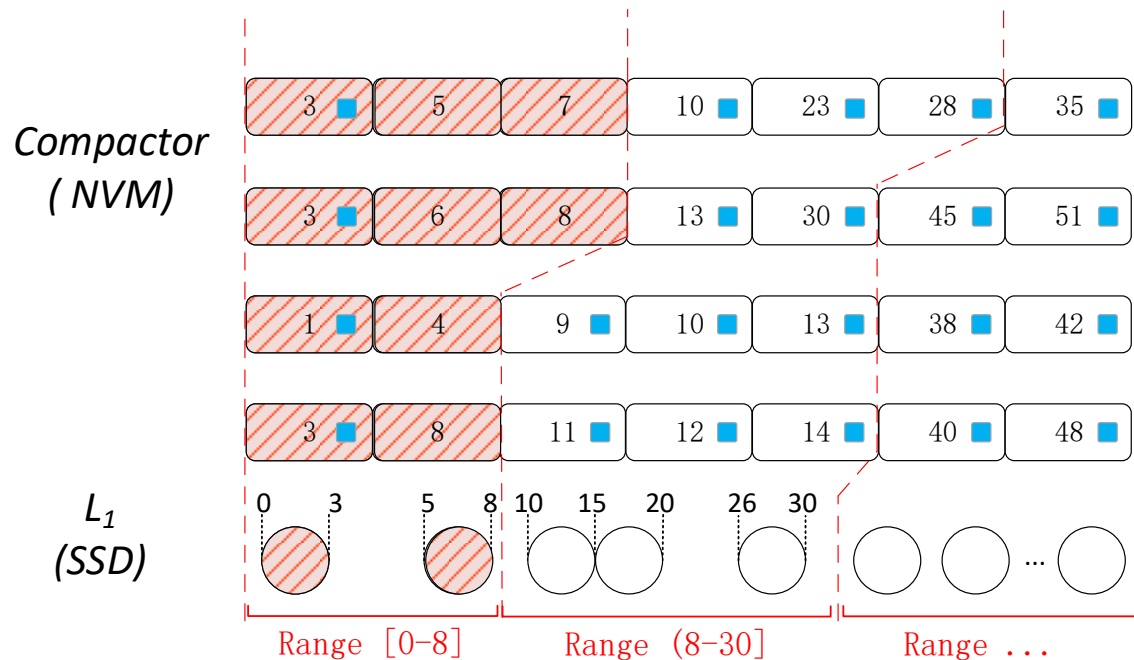 3 5 7 10 23 28 35
Compactor
( NVM)
3 6 8 13 30 45 51
1 4 9 10 13 38 42
3 8 11 12 14 40 48
0 3 5 8 10 15 20 26 30
L1
(SSD)
...
Range [0-8] Range (8-30] Range ...